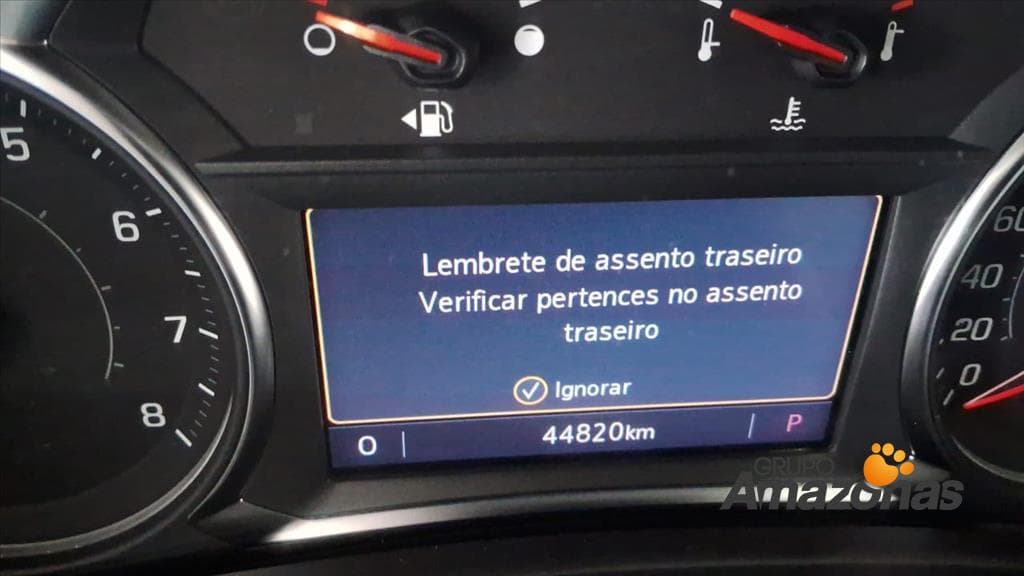 5
6
7
8
Lembrete de assento traseiro
Verificar pertences no assento
traseiro
Ignorar
O 44820km P
60
40
20
0
GRUPO
Amazonas